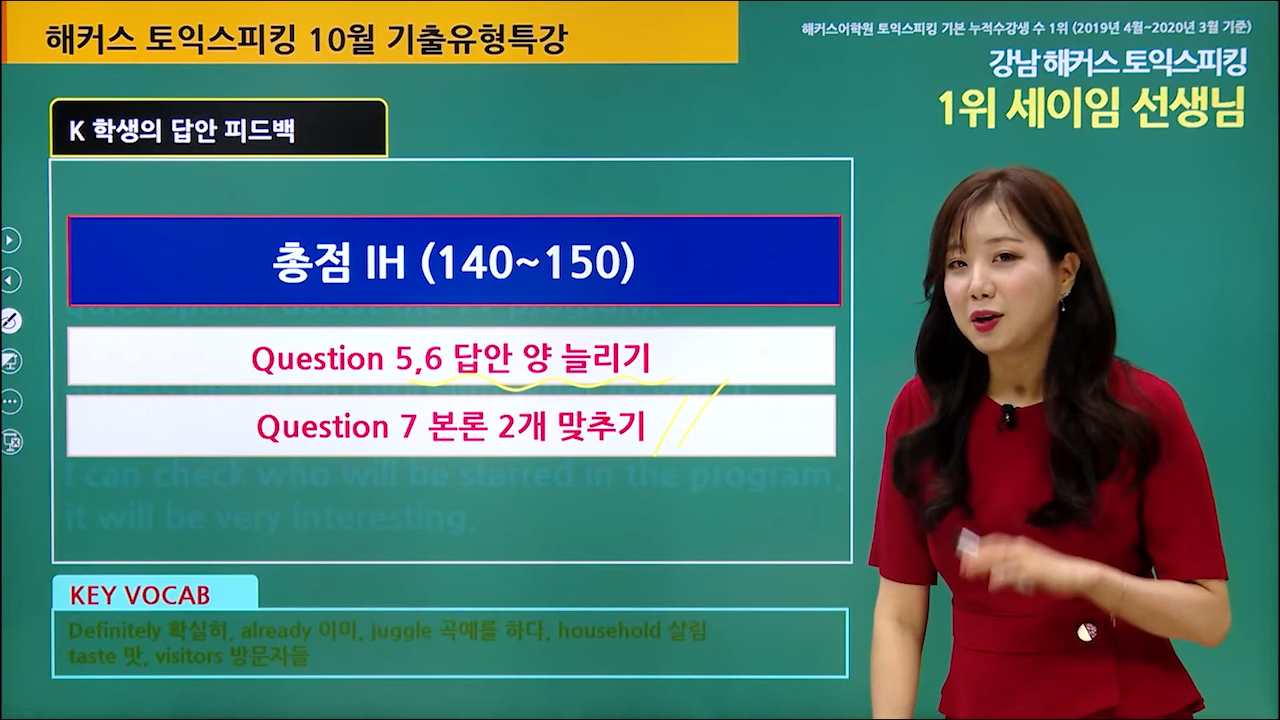 해커스 토익스피킹 10월 기출유형특강
해커스어학원 토익스피킹 기본 누적수강생 수 1위 (2019년 4월~2020년 3월 기준)
강남 해커스 토익스피킹
1위 세이임 선생님
K 학생의 답안 피드백
총점 IH (140~150)
Question 5,6 답안 양 늘리기
Question 7 본론 2개 맞추기
I can check who will be starred in the program,
it will be very interesting.
KEY VOCAB
Definitely 확실히, already 이미, juggle 곡예를 하다, household 살림
taste 맛, visitors 방문자들